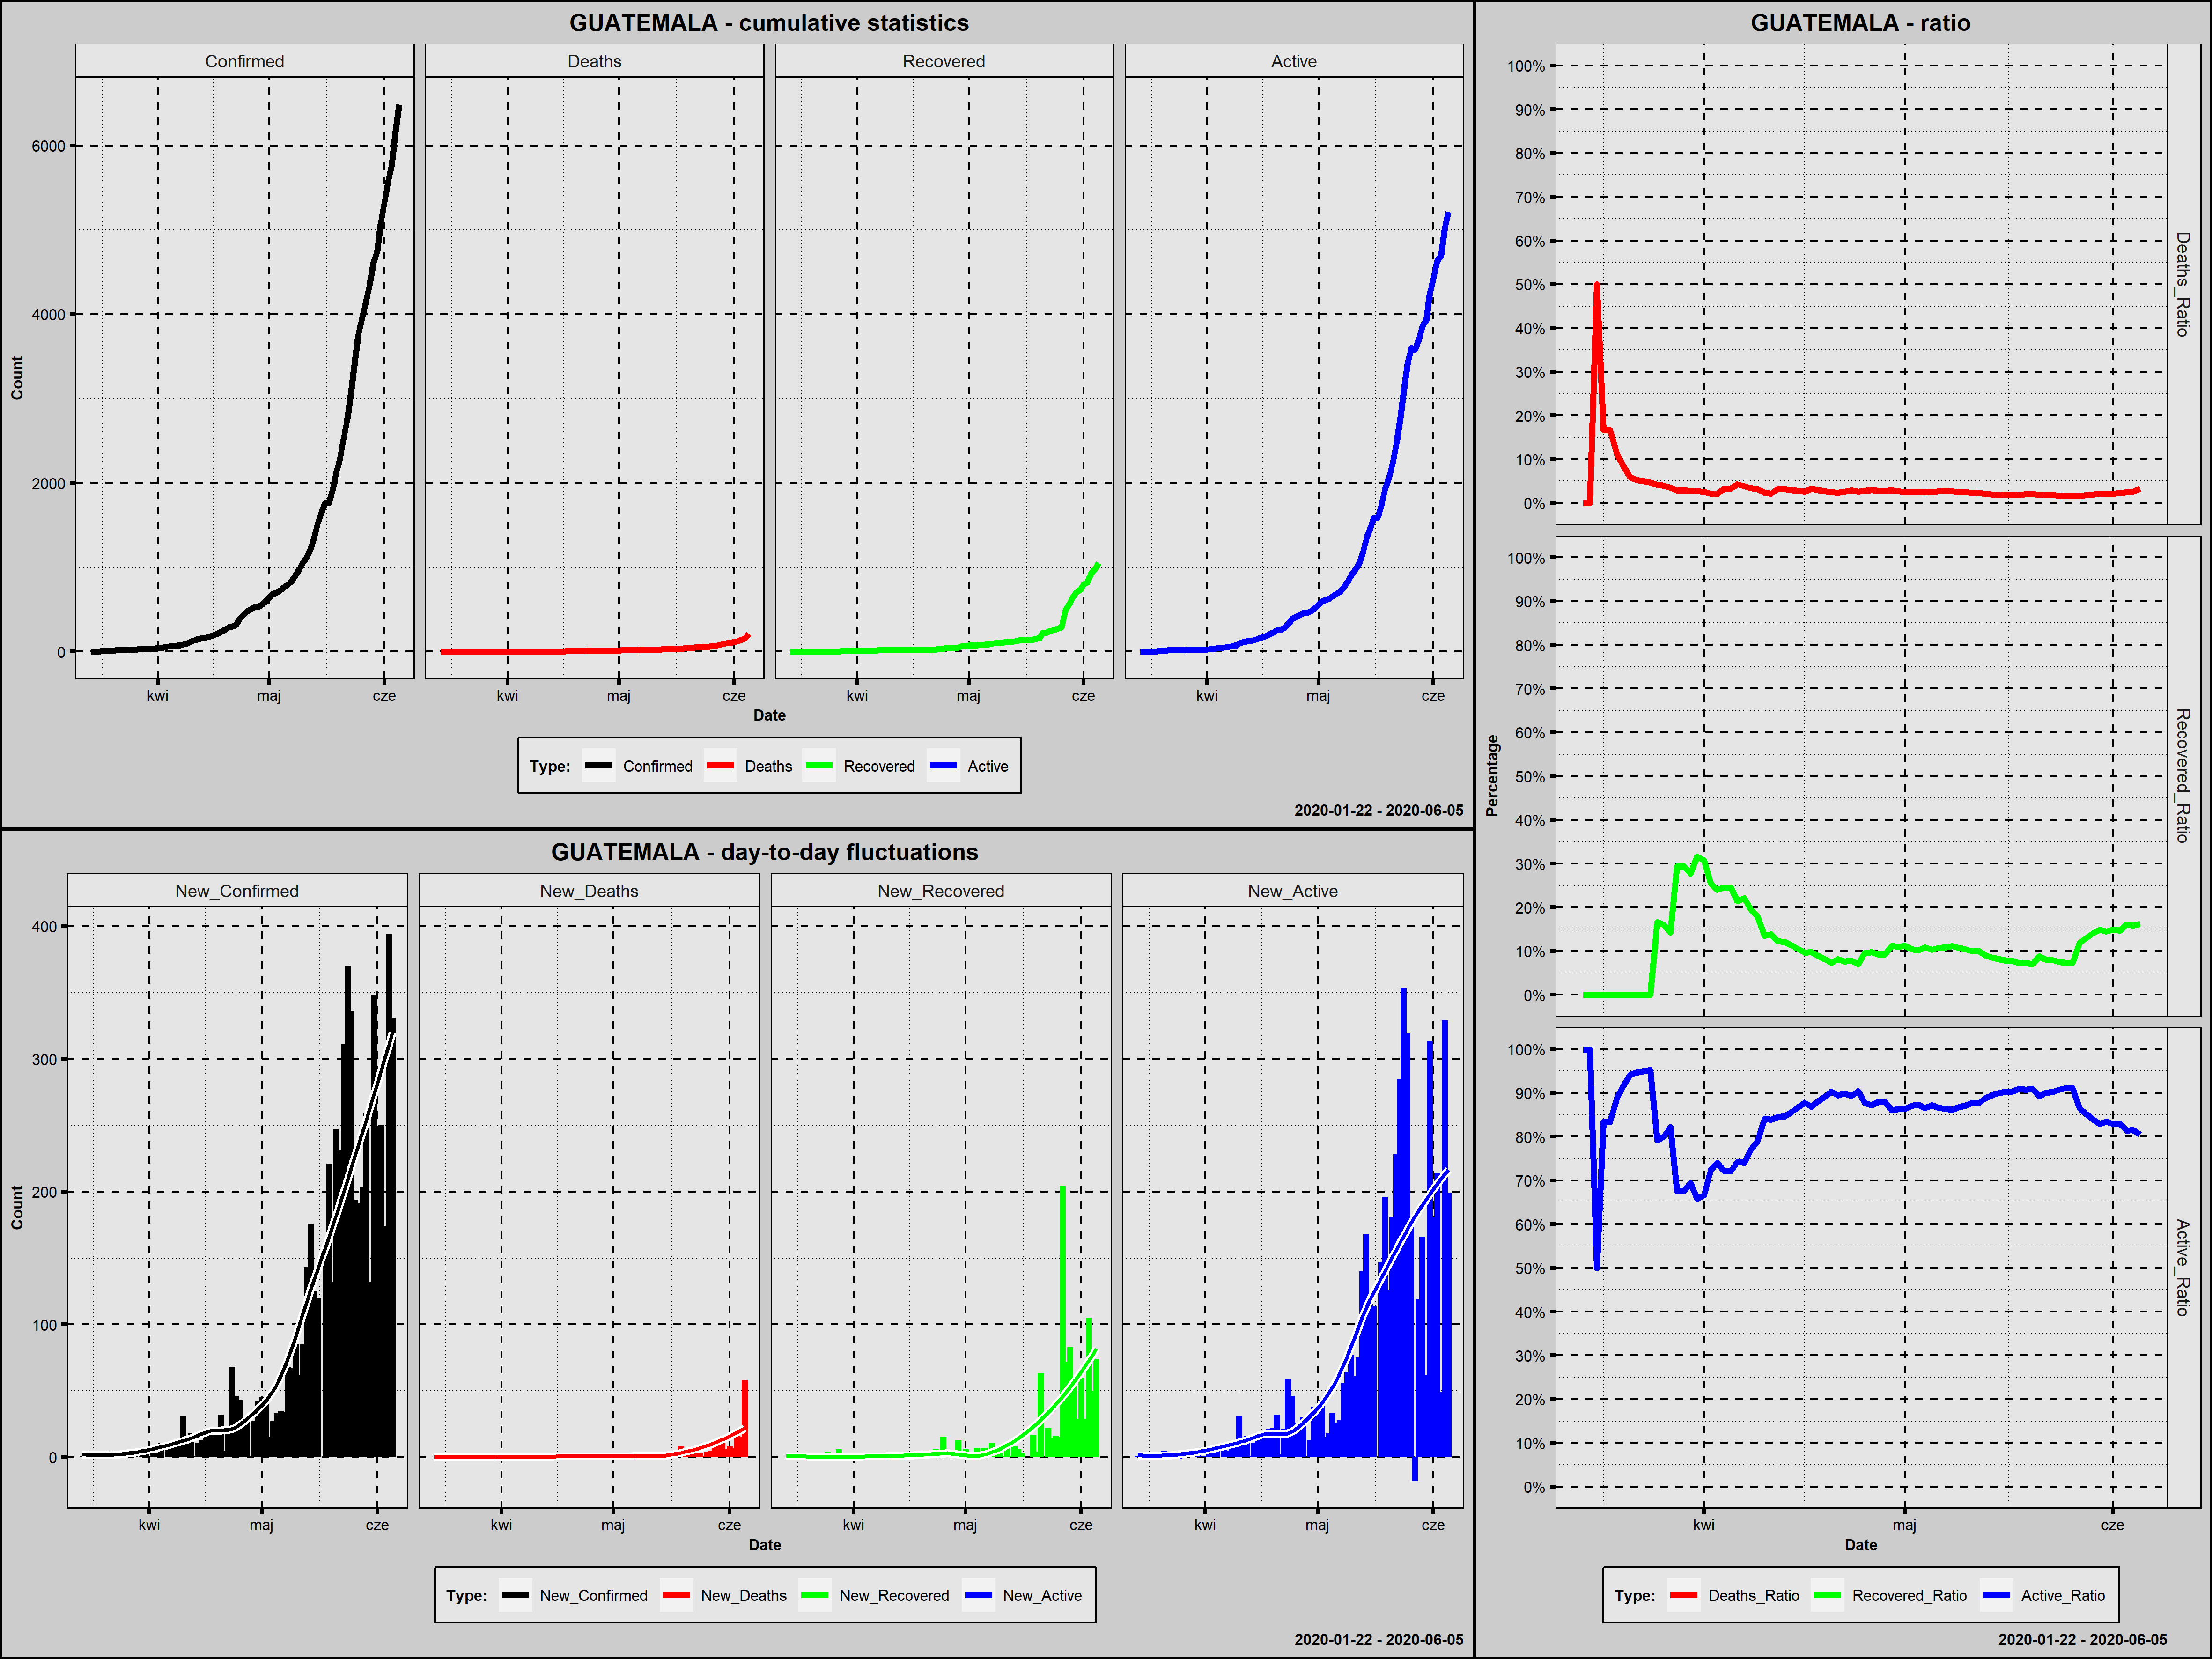 GUATEMALA - cumulative statistics
Confirmed Deaths Recovered Active
6000
4000
2000
0
Count
kwi maj cze kwi maj cze kwi maj cze kwi maj cze
Date
Type: Confirmed Deaths Recovered Active
2020-01-22 - 2020-06-05
GUATEMALA - day-to-day fluctuations
New_Confirmed New_Deaths New_Recovered New_Active
400
300
200
100
0
Count
kwi maj cze kwi maj cze kwi maj cze kwi maj cze
Date
Type: New_Confirmed New_Deaths New_Recovered New_Active
2020-01-22 - 2020-06-05
GUATEMALA - ratio
100%
90%
80%
70%
60%
50%
40%
30%
20%
10%
0%
Deaths_Ratio
100%
90%
80%
70%
60%
50%
40%
30%
20%
10%
0%
Recovered_Ratio
Percentage
100%
90%
80%
70%
60%
50%
40%
30%
20%
10%
0%
Active_Ratio
kwi maj cze
Date
Type: Deaths_Ratio Recovered_Ratio Active_Ratio
2020-01-22 - 2020-06-05